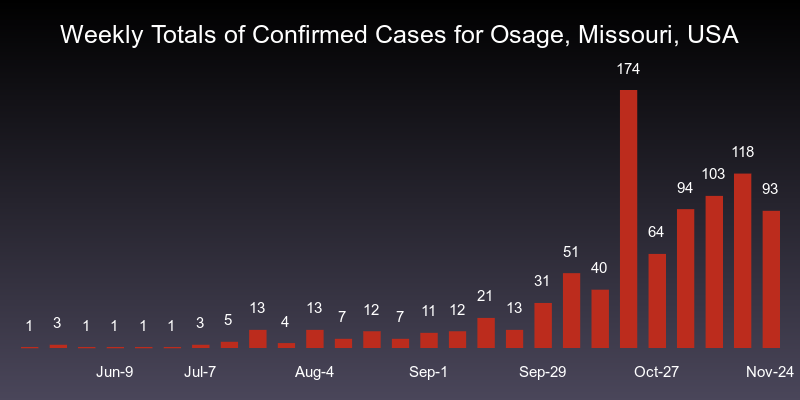 Weekly Totals of Confirmed Cases for Osage, Missouri, USA
174
118
103
94
93
64
51
40
31
21
13 13 12 12 11 13
1 3 1 1 1 1 3 5 4 7 7
Jun-9 Jul-7 Aug-4 Sep-1 Sep-29 Oct-27 Nov-24